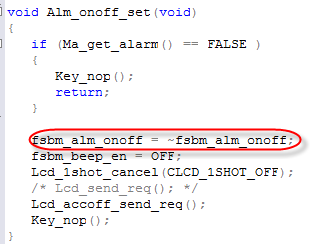 void Alm_onoff_set(void)
{
if (Ma_get_alarm() == FALSE )
{
Key_nop();
return;
}
fsbm_alm_onoff = ~fsbm_alm_onoff;
fsbm_beep_en = OFF;
Lcd_1shot_cancel(CLCD_1SHOT_OFF);
/* Lcd_send_req(); */
Lcd_accoff_send_req();
Key_nop();
}